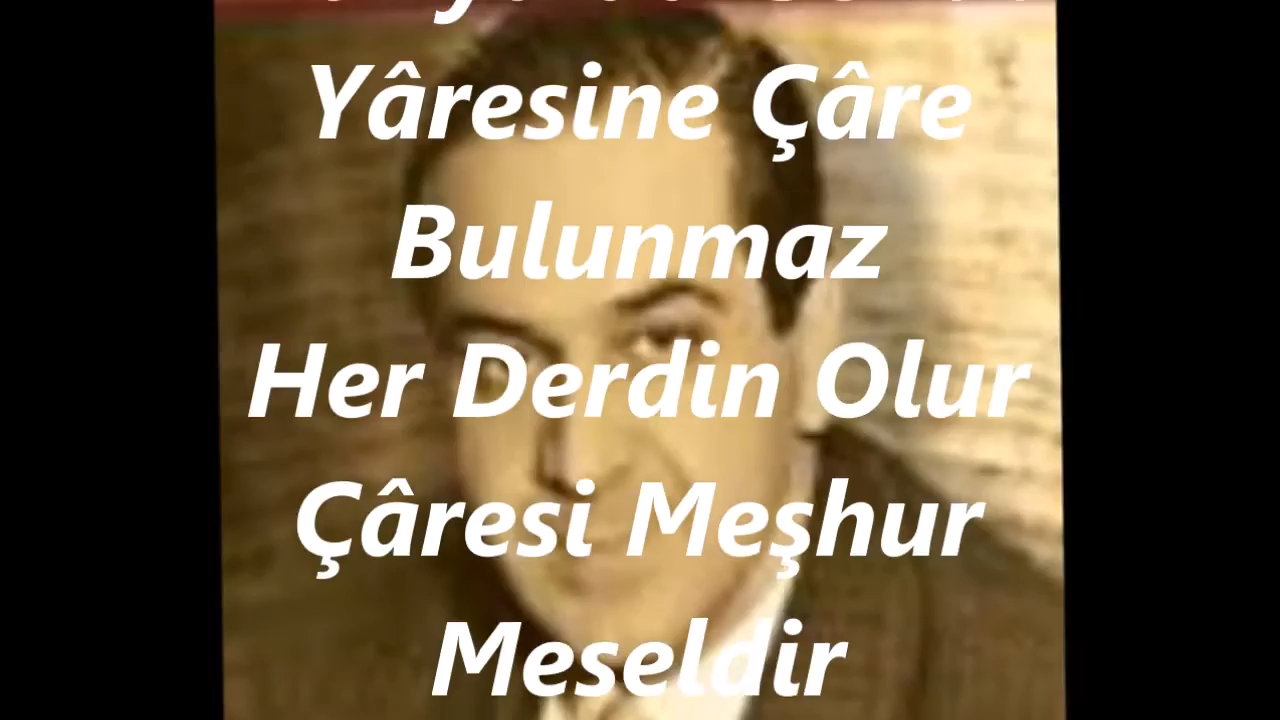 Yâresine Çâre
Bulunmaz
Her Derdin Olur
Çâresi Meşhur
Meseldir